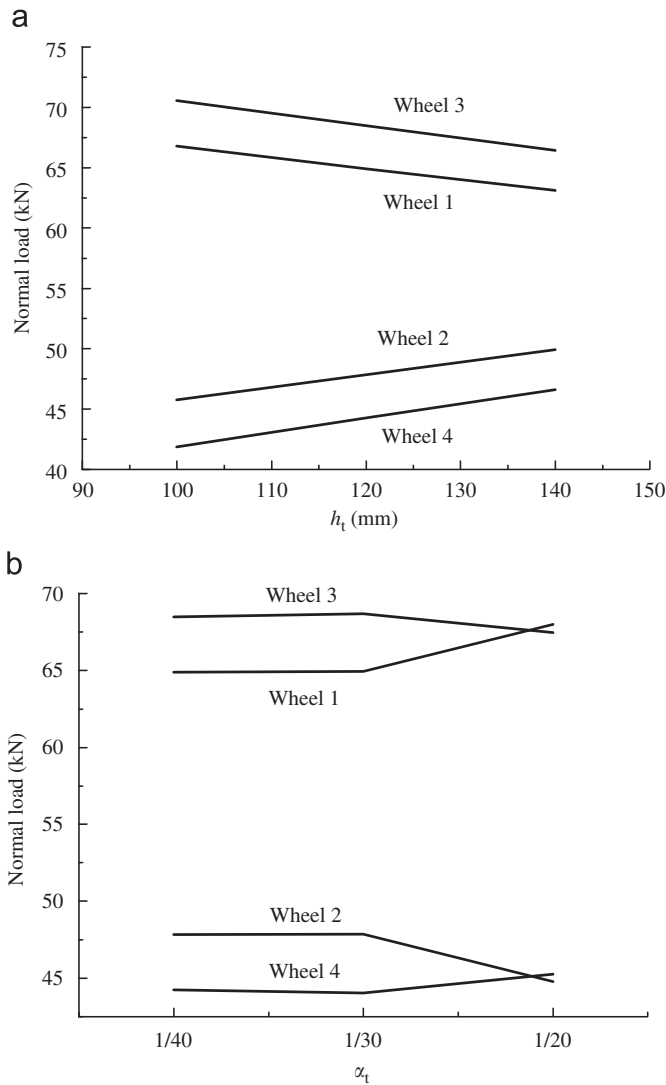 a
75
70
65
60
55
50
45
40
90 100 110 120 130 140 150
Normal load (kN)
hₜ (mm)
Wheel 3
Wheel 1
Wheel 2
Wheel 4
b
70
65
60
55
50
45
1/40 1/30 1/20
Normal load (kN)
αₜ
Wheel 3
Wheel 1
Wheel 2
Wheel 4